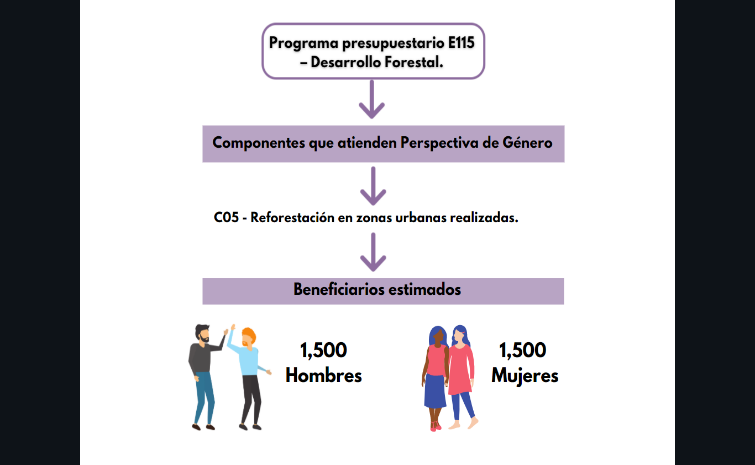 Programa presupuestario E115
– Desarrollo Forestal.
Componentes que atienden Perspectiva de Género
C05 - Reforestación en zonas urbanas realizadas.
Beneficiarios estimados
1,500
Hombres
1,500
Mujeres